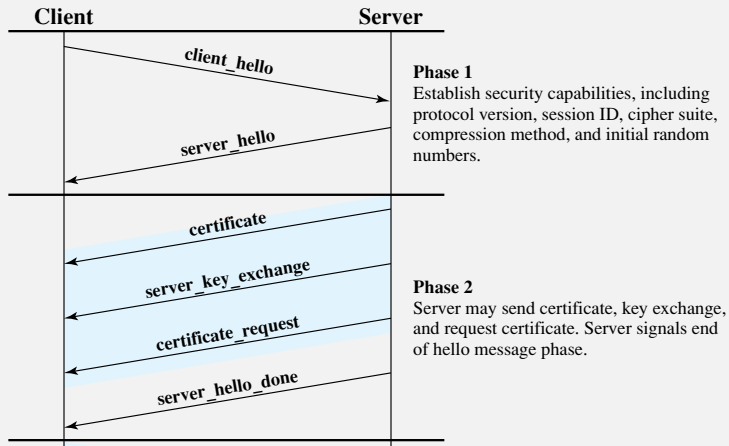 Client Server
client_hello
Phase 1
Establish security capabilities, including
protocol version, session ID, cipher suite,
compression method, and initial random
numbers.
server_hello
certificate
server_key_exchange
Phase 2
Server may send certificate, key exchange,
and request certificate. Server signals end
of hello message phase.
certificate_request
server_hello_done